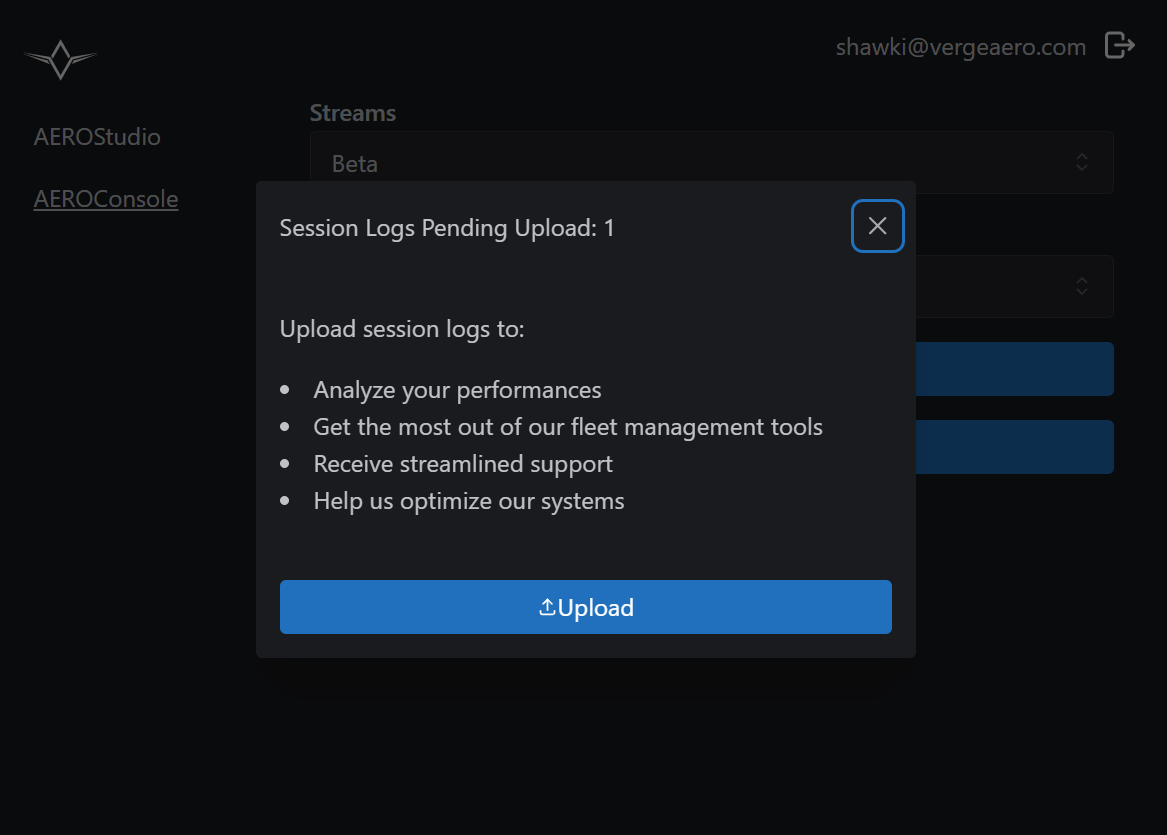 shawki@vergeaero.com
AEROStudio
AEROConsole
Streams
Beta
Session Logs Pending Upload: 1
Upload session logs to:
Analyze your performances
Get the most out of our fleet management tools
Receive streamlined support
Help us optimize our systems
Upload